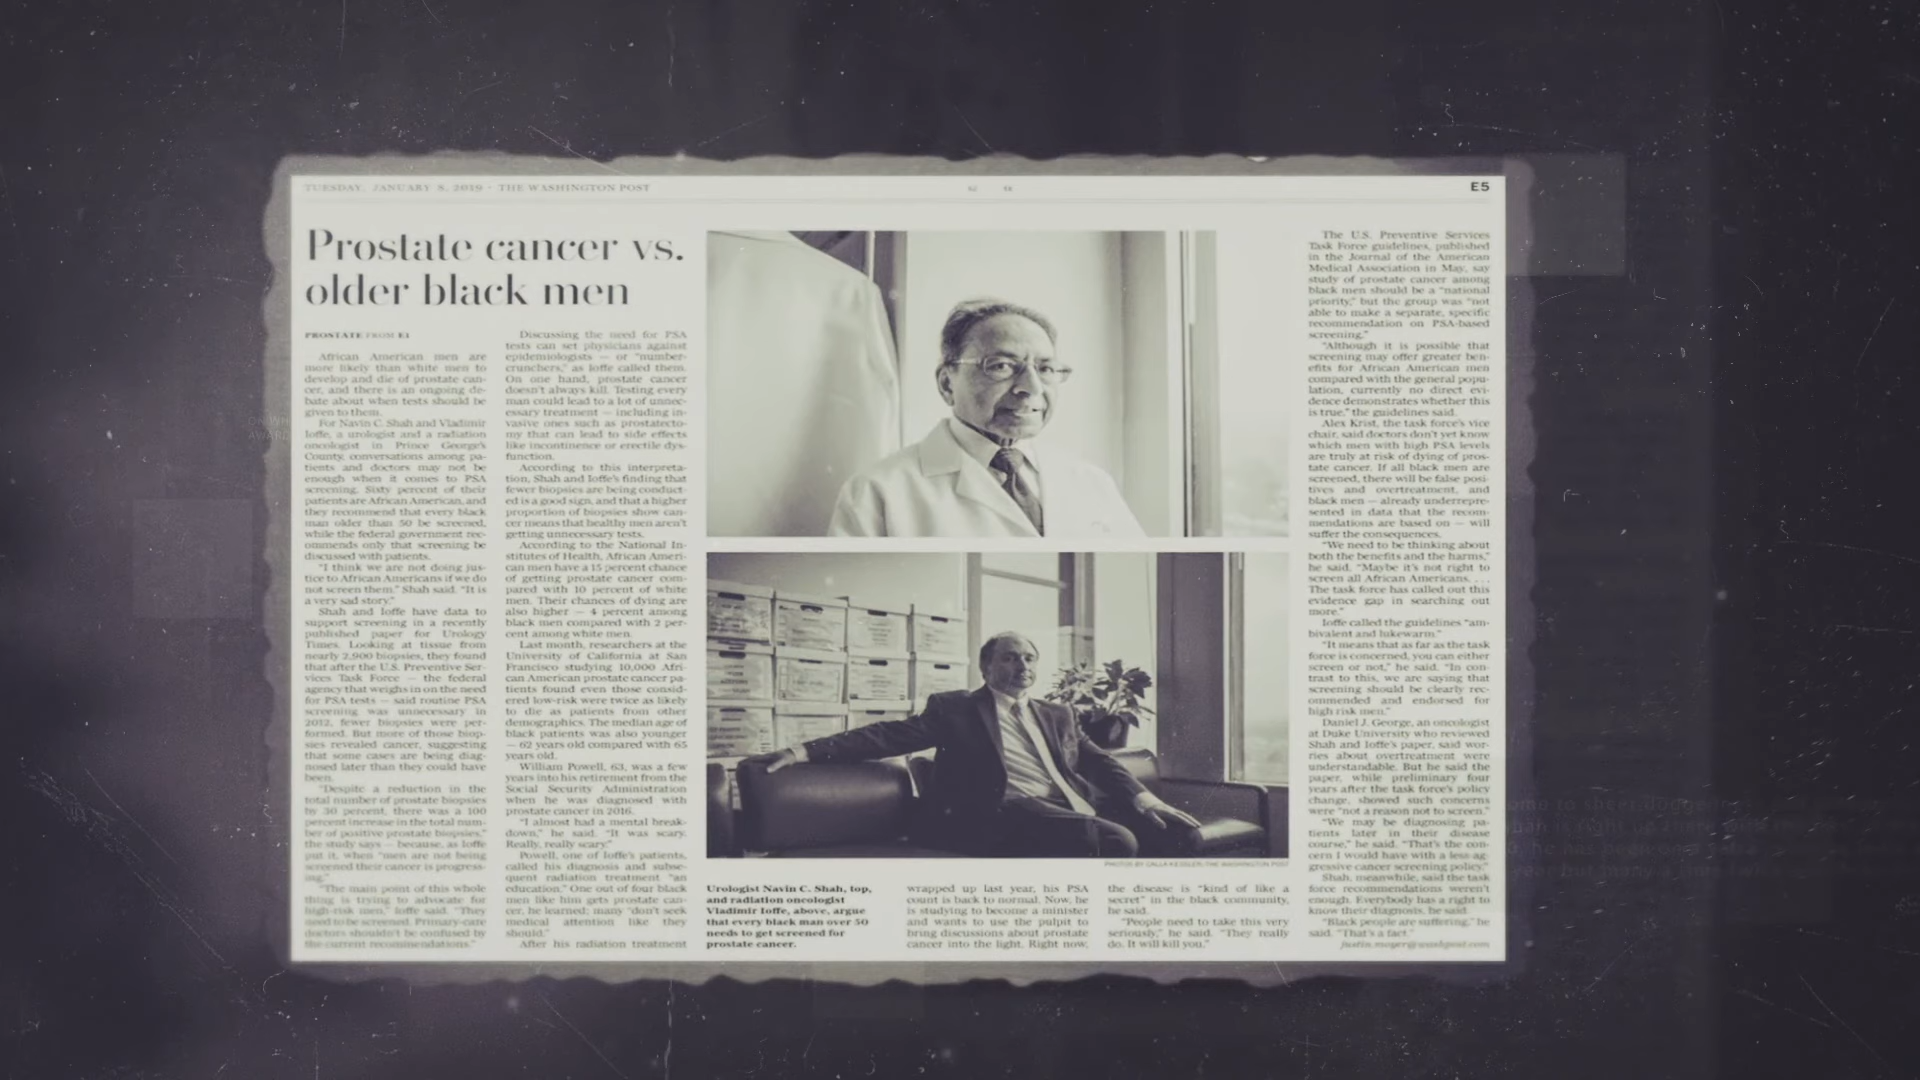 TUESDAY, JANUARY 8, 2019 · THE WASHINGTON POST
E5
Prostate cancer vs.
older black men
PROSTATE FROM E1
African American men are
more likely than white men to
develop and die of prostate can-
cer, and there is an ongoing de-
bate about when tests should be
given to them.
For Navin C. Shah and Vladimir
Ioffe, a urologist and a radiation
oncologist in Prince George's
County, conversations among pa-
tients and doctors may not be
enough when it comes to PSA
screening. Sixty percent of their
patients are African American, and
they recommend that every black
man older than 50 be screened,
while the federal government rec-
ommends only that screening be
discussed with patients.
"I think we are not doing jus-
tice to African Americans if we do
not screen them," Shah said. "It is
a very sad story."
Shah and Ioffe have data to
support screening in a recently
published paper for Urology
Times. Looking at tissue from
nearly 2,900 biopsies, they found
that after the U.S. Preventive Ser-
vices Task Force — the federal
agency that weighs in on the need
for PSA tests — said routine PSA
screening was unnecessary in
2012, fewer biopsies were per-
formed. But more of those biop-
sies revealed cancer, suggesting
that some cases are being diag-
nosed later than they could have
been.
"Despite a reduction in the
total number of prostate biopsies
by 30 percent, there was a 100
percent increase in the total num-
ber of positive prostate biopsies,"
the study says — because, as Ioffe
put it, when "men are not being
screened their cancer is progress-
ing."
"The main point of this whole
thing is trying to advocate for
high-risk men," Ioffe said. "They
need to be screened. Primary-care
doctors shouldn't be confused by
the current recommendations."
Discussing the need for PSA
tests can set physicians against
epidemiologists — or "number-
crunchers," as Ioffe called them.
On one hand, prostate cancer
doesn't always kill. Testing every
man could lead to a lot of unnec-
essary treatment — including in-
vasive ones such as prostatecto-
my that can lead to side effects
like incontinence or erectile dys-
function.
According to this interpreta-
tion, Shah and Ioffe's finding that
fewer biopsies are being conduct-
ed is a good sign, and that a higher
proportion of biopsies show can-
cer means that healthy men aren't
getting unnecessary tests.
According to the National In-
stitutes of Health, African Ameri-
can men have a 15 percent chance
of getting prostate cancer com-
pared with 10 percent of white
men. Their chances of dying are
also higher — 4 percent among
black men compared with 2 per-
cent among white men.
Last month, researchers at the
University of California at San
Francisco studying 10,000 Afri-
can American prostate cancer pa-
tients found even those consid-
ered low-risk were twice as likely
to die as patients from other
demographics. The median age of
black patients was also younger
— 62 years old compared with 65
years old.
William Powell, 63, was a few
years into his retirement from the
Social Security Administration
when he was diagnosed with
prostate cancer in 2016.
"I almost had a mental break-
down," he said. "It was scary.
Really, really scary."
Powell, one of Ioffe's patients,
called his diagnosis and subse-
quent radiation treatment "an
education." One out of four black
men like him gets prostate can-
cer, he learned; many "don't seek
medical attention like they
should."
After his radiation treatment
PHOTOS BY CALLA KESSLER/THE WASHINGTON POST
Urologist Navin C. Shah, top,
and radiation oncologist
Vladimir Ioffe, above, argue
that every black man over 50
needs to get screened for
prostate cancer.
wrapped up last year, his PSA
count is back to normal. Now, he
is studying to become a minister
and wants to use the pulpit to
bring discussions about prostate
cancer into the light. Right now,
the disease is "kind of like a
secret" in the black community,
he said.
"People need to take this very
seriously," he said. "They really
do. It will kill you."
The U.S. Preventive Services
Task Force guidelines, published
in the Journal of the American
Medical Association in May, say
study of prostate cancer among
black men should be a "national
priority," but the group was "not
able to make a separate, specific
recommendation on PSA-based
screening."
"Although it is possible that
screening may offer greater ben-
efits for African American men
compared with the general popu-
lation, currently no direct evi-
dence demonstrates whether this
is true," the guidelines said.
Alex Krist, the task force's vice
chair, said doctors don't yet know
which men with high PSA levels
are truly at risk of dying of pros-
tate cancer. If all black men are
screened, there will be false posi-
tives and overtreatment, and
black men — already underrepre-
sented in data that the recom-
mendations are based on — will
suffer the consequences.
"We need to be thinking about
both the benefits and the harms,"
he said. "Maybe it's not right to
screen all African Americans. . . .
The task force has called out this
evidence gap in searching out
more."
Ioffe called the guidelines "am-
bivalent and lukewarm."
"It means that as far as the task
force is concerned, you can either
screen or not," he said. "In con-
trast to this, we are saying that
screening should be clearly rec-
ommended and endorsed for
high risk men."
Daniel J. George, an oncologist
at Duke University who reviewed
Shah and Ioffe's paper, said wor-
ries about overtreatment were
understandable. But he said the
paper, while preliminary four
years after the task force's policy
change, showed such concerns
were "not a reason not to screen."
"We may be diagnosing pa-
tients later in their disease
course," he said. "That's the con-
cern I would have with a less ag-
gressive cancer screening policy."
Shah, meanwhile, said the task
force recommendations weren't
enough. Everybody has a right to
know their diagnosis, he said.
"Black people are suffering," he
said. "That's a fact."
justin.moyer@washpost.com